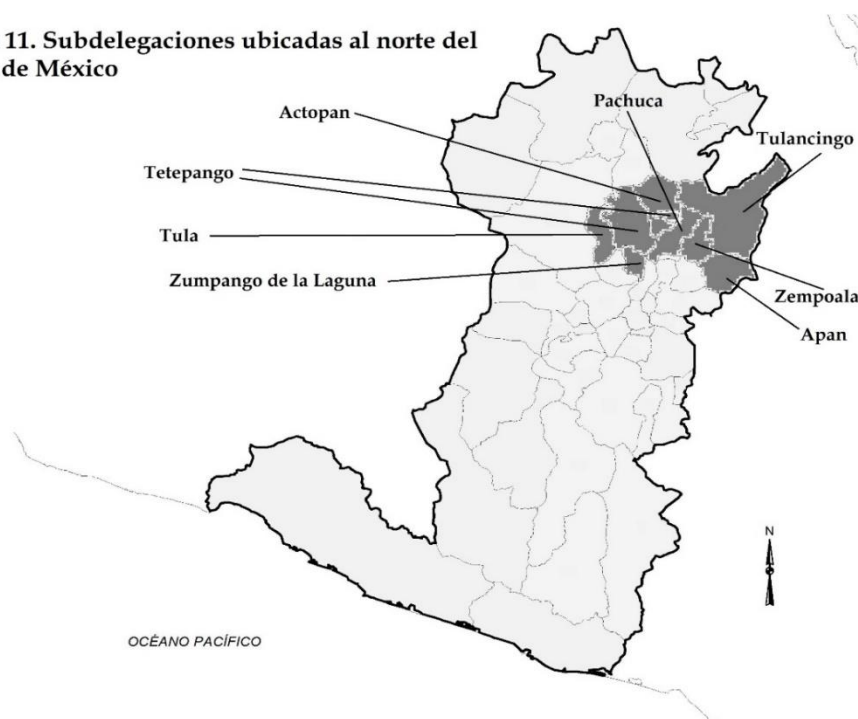 11. Subdelegaciones ubicadas al norte del
de México
Pachuca
Actopan
Tulancingo
Tetepango
Tula
Zumpango de la Laguna
Zempoala
Apan
N
OCÉANO PACÍFICO